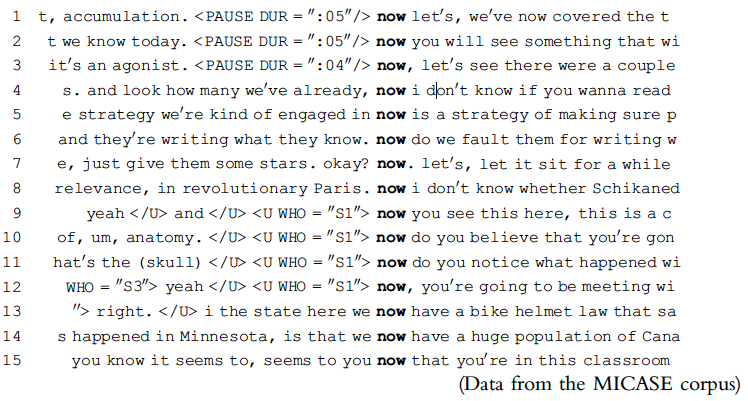 1 t, accumulation. <PAUSE DUR = ":05"/> now let's, we've now covered the t
2 t we know today. <PAUSE DUR = ":05"/> now you will see something that wi
3 it's an agonist. <PAUSE DUR = ":04"/> now, let's see there were a couple
4 s. and look how many we've already, now i don't know if you wanna read
5 e strategy we're kind of engaged in now is a strategy of making sure p
6 and they're writing what they know. now do we fault them for writing w
7 e, just give them some stars. okay? now. let's, let it sit for a while
8 relevance, in revolutionary Paris. now i don't know whether Schikaned
9 yeah </U> and </U> <U WHO = "S1"> now you see this here, this is a c
10 of, um, anatomy. </U> <U WHO = "S1"> now do you believe that you're gon
11 hat's the (skull) </U> <U WHO = "S1"> now do you notice what happened wi
12 WHO = "S3"> yeah </U> <U WHO = "S1"> now, you're going to be meeting wi
13 "> right. </U> i the state here we now have a bike helmet law that sa
14 s happened in Minnesota, is that we now have a huge population of Cana
15 you know it seems to, seems to you now that you're in this classroom
(Data from the MICASE corpus)